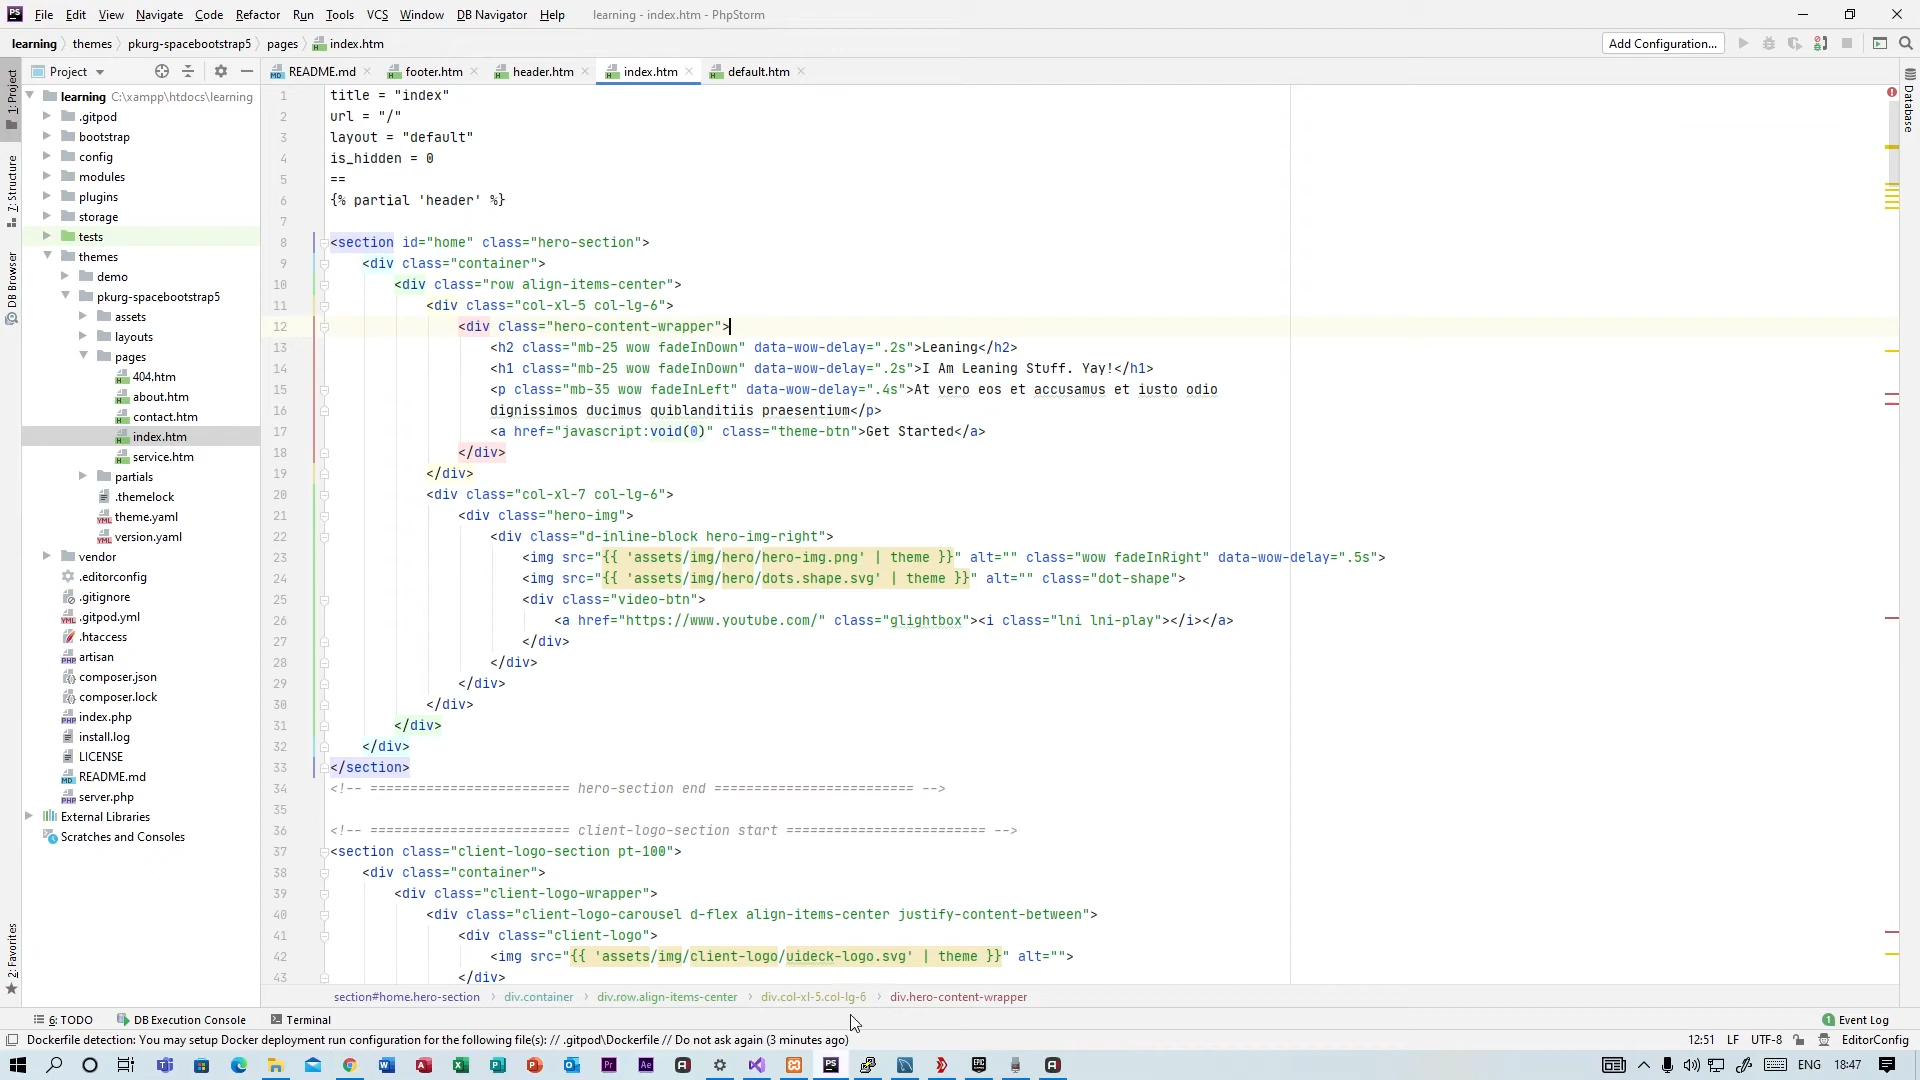 File Edit View Navigate Code Refactor Run Tools VCS Window DB Navigator Help learning - index.htm - PhpStorm
learning themes pkurg-spacebootstrap5 pages index.htm Add Configuration...
Project
README.md footer.htm header.htm index.htm default.htm
1: Project
7: Structure
DB Browser
2: Favorites
Database
learning C:\xampp\htdocs\learning
.gitpod
bootstrap
config
modules
plugins
storage
tests
themes
demo
pkurg-spacebootstrap5
assets
layouts
pages
404.htm
about.htm
contact.htm
index.htm
service.htm
partials
.themelock
theme.yaml
version.yaml
vendor
.editorconfig
.gitignore
.gitpod.yml
.htaccess
artisan
composer.json
composer.lock
index.php
install.log
LICENSE
README.md
server.php
External Libraries
Scratches and Consoles
1 title = "index"
2 url = "/"
3 layout = "default"
4 is_hidden = 0
5 ==
6 {% partial 'header' %}
7
8 <section id="home" class="hero-section">
9 <div class="container">
10 <div class="row align-items-center">
11 <div class="col-xl-5 col-lg-6">
12 <div class="hero-content-wrapper">
13 <h2 class="mb-25 wow fadeInDown" data-wow-delay=".2s">Leaning</h2>
14 <h1 class="mb-25 wow fadeInDown" data-wow-delay=".2s">I Am Leaning Stuff. Yay!</h1>
15 <p class="mb-35 wow fadeInLeft" data-wow-delay=".4s">At vero eos et accusamus et iusto odio
16 dignissimos ducimus quiblanditiis praesentium</p>
17 <a href="javascript:void(0)" class="theme-btn">Get Started</a>
18 </div>
19 </div>
20 <div class="col-xl-7 col-lg-6">
21 <div class="hero-img">
22 <div class="d-inline-block hero-img-right">
23 <img src="{{ 'assets/img/hero/hero-img.png' | theme }}" alt="" class="wow fadeInRight" data-wow-delay=".5s">
24 <img src="{{ 'assets/img/hero/dots.shape.svg' | theme }}" alt="" class="dot-shape">
25 <div class="video-btn">
26 <a href="https://www.youtube.com/" class="glightbox"><i class="lni lni-play"></i></a>
27 </div>
28 </div>
29 </div>
30 </div>
31 </div>
32 </div>
33 </section>
34 <!-- ========================= hero-section end ========================= -->
35
36 <!-- ========================= client-logo-section start ========================= -->
37 <section class="client-logo-section pt-100">
38 <div class="container">
39 <div class="client-logo-wrapper">
40 <div class="client-logo-carousel d-flex align-items-center justify-content-between">
41 <div class="client-logo">
42 <img src="{{ 'assets/img/client-logo/uideck-logo.svg' | theme }}" alt="">
43 </div>
section#home.hero-section div.container div.row.align-items-center div.col-xl-5.col-lg-6 div.hero-content-wrapper
6: TODO DB Execution Console Terminal 1 Event Log
Dockerfile detection: You may setup Docker deployment run configuration for the following file(s): // .gitpod\Dockerfile // Do not ask again (3 minutes ago) 12:51 LF UTF-8 EditorConfig
ENG 18:47